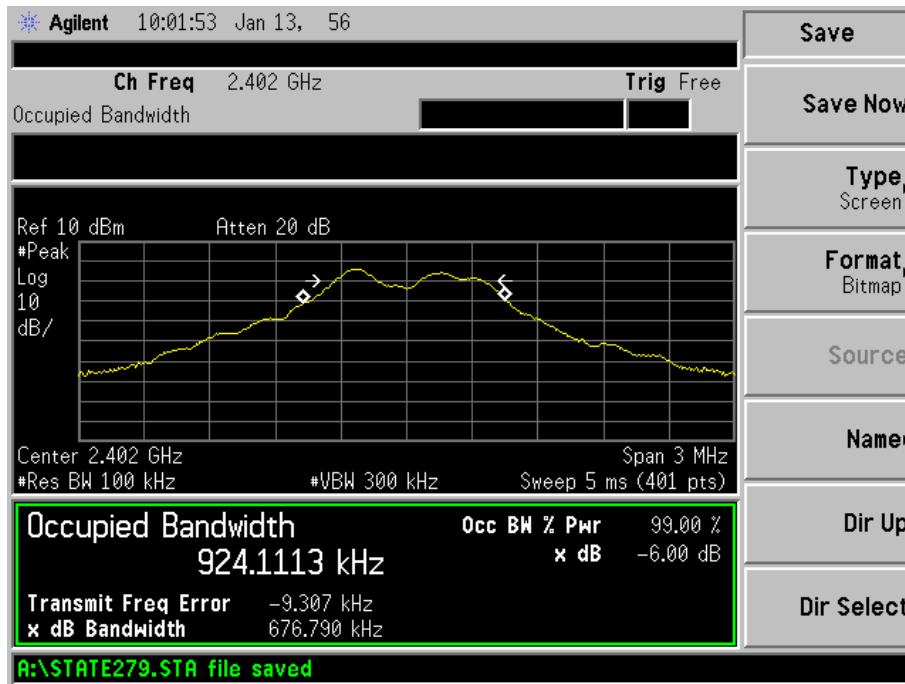 Agilent 10:01:53 Jan 13, 56
Save
Ch Freq 2.402 GHz
Trig Free
Occupied Bandwidth
Save Now
Type
Screen
Ref 10 dBm Atten 20 dB
#Peak
Log
10
dB/
Format
Bitmap
Source
Name
Center 2.402 GHz
Span 3 MHz
#Res BW 100 kHz
#VBW 300 kHz
Sweep 5 ms (401 pts)
Occupied Bandwidth
924.1113 kHz
Occ BW % Pwr 99.00 %
x dB -6.00 dB
Transmit Freq Error -9.307 kHz
x dB Bandwidth 676.790 kHz
Dir Up
Dir Select
A:\STATE279.STA file saved